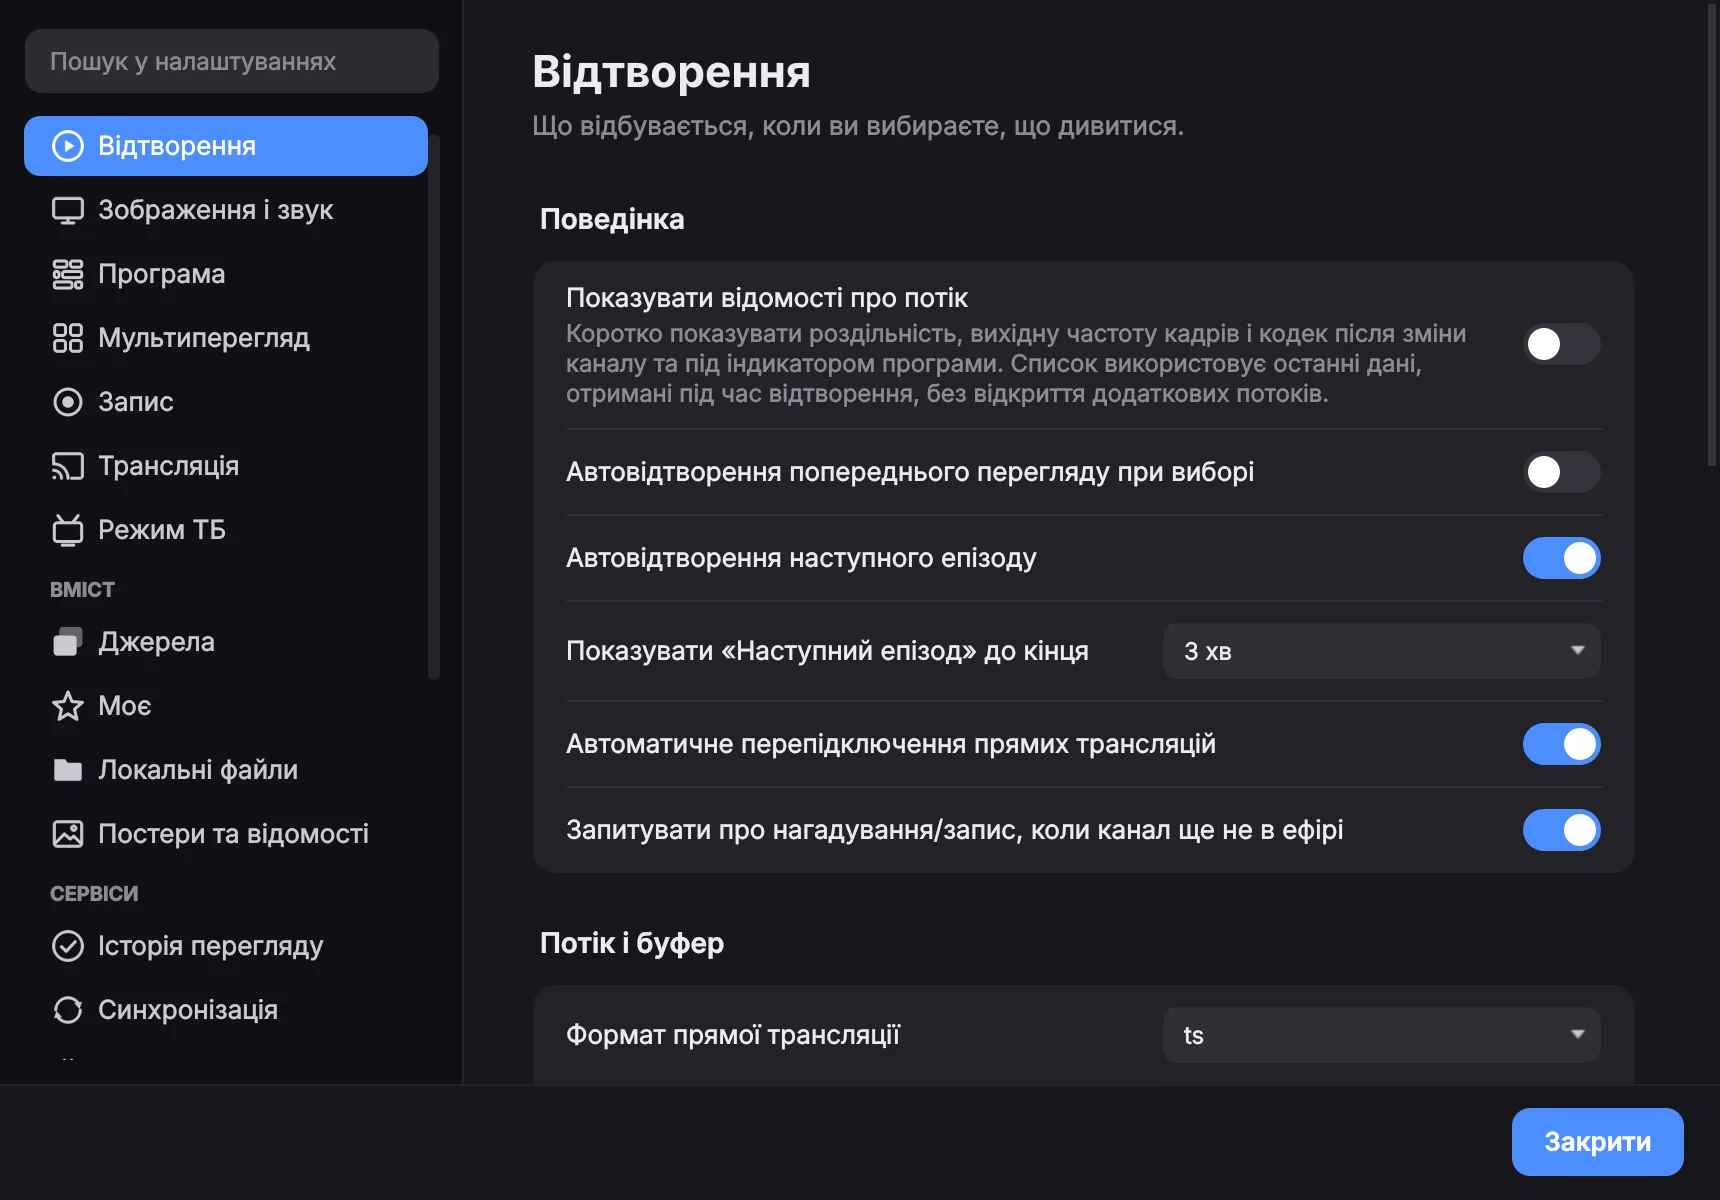 Пошук у налаштуваннях
Відтворення
Зображення і звук
Програма
Мультиперегляд
Запис
Трансляція
Режим ТБ
ВМІСТ
Джерела
Моє
Локальні файли
Постери та відомості
СЕРВІСИ
Історія перегляду
Синхронізація
Відтворення
Що відбувається, коли ви вибираєте, що дивитися.
Поведінка
Показувати відомості про потік
Коротко показувати роздільність, вихідну частоту кадрів і кодек після зміни
каналу та під індикатором програми. Список використовує останні дані,
отримані під час відтворення, без відкриття додаткових потоків.
Автовідтворення попереднього перегляду при виборі
Автовідтворення наступного епізоду
Показувати «Наступний епізод» до кінця
3 хв
Автоматичне перепідключення прямих трансляцій
Запитувати про нагадування/запис, коли канал ще не в ефірі
Потік і буфер
Формат прямої трансляції
ts
Закрити